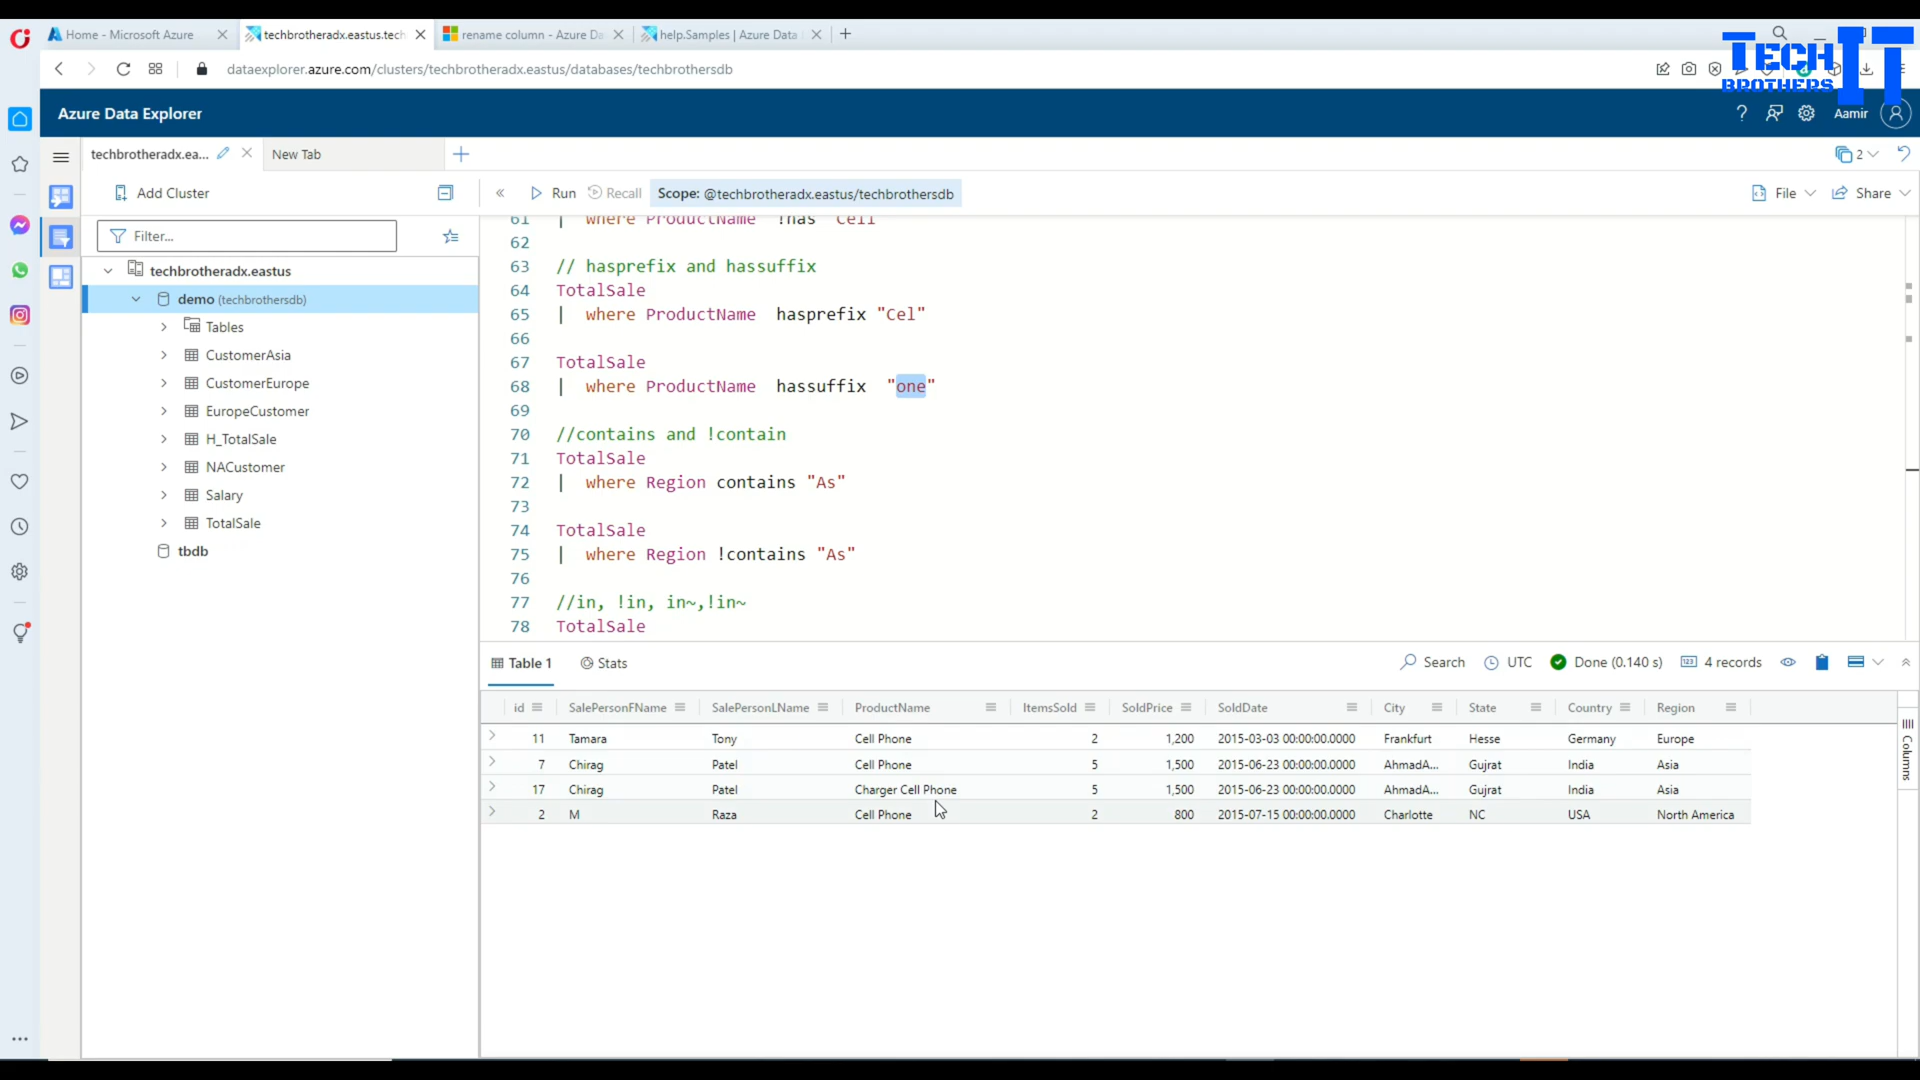 Home - Microsoft Azure
techbrotheradx.eastus.tech
rename column - Azure Da
help.Samples | Azure Data
dataexplorer.azure.com/clusters/techbrotheradx.eastus/databases/techbrothersdb
TECH IT
BROTHERS
Azure Data Explorer
Aamir
techbrotheradx.ea...
New Tab
2
Add Cluster
Run
Recall
Scope: @techbrotheradx.eastus/techbrothersdb
File
Share
Filter...
techbrotheradx.eastus
demo (techbrothersdb)
Tables
CustomerAsia
CustomerEurope
EuropeCustomer
H_TotalSale
NACustomer
Salary
TotalSale
tbdb
61 | where ProductName !has "Cell"
62
63 // hasprefix and hassuffix
64 TotalSale
65 | where ProductName hasprefix "Cel"
66
67 TotalSale
68 | where ProductName hassuffix "one"
69
70 //contains and !contain
71 TotalSale
72 | where Region contains "As"
73
74 TotalSale
75 | where Region !contains "As"
76
77 //in, !in, in~,!in~
78 TotalSale
Table 1 Stats Search UTC Done (0.140 s) 4 records
id SalePersonFName SalePersonLName ProductName ItemsSold SoldPrice SoldDate City State Country Region
11 Tamara Tony Cell Phone 2 1,200 2015-03-03 00:00:00.0000 Frankfurt Hesse Germany Europe
7 Chirag Patel Cell Phone 5 1,500 2015-06-23 00:00:00.0000 AhmadA... Gujrat India Asia
17 Chirag Patel Charger Cell Phone 5 1,500 2015-06-23 00:00:00.0000 AhmadA... Gujrat India Asia
2 M Raza Cell Phone 2 800 2015-07-15 00:00:00.0000 Charlotte NC USA North America
Columns